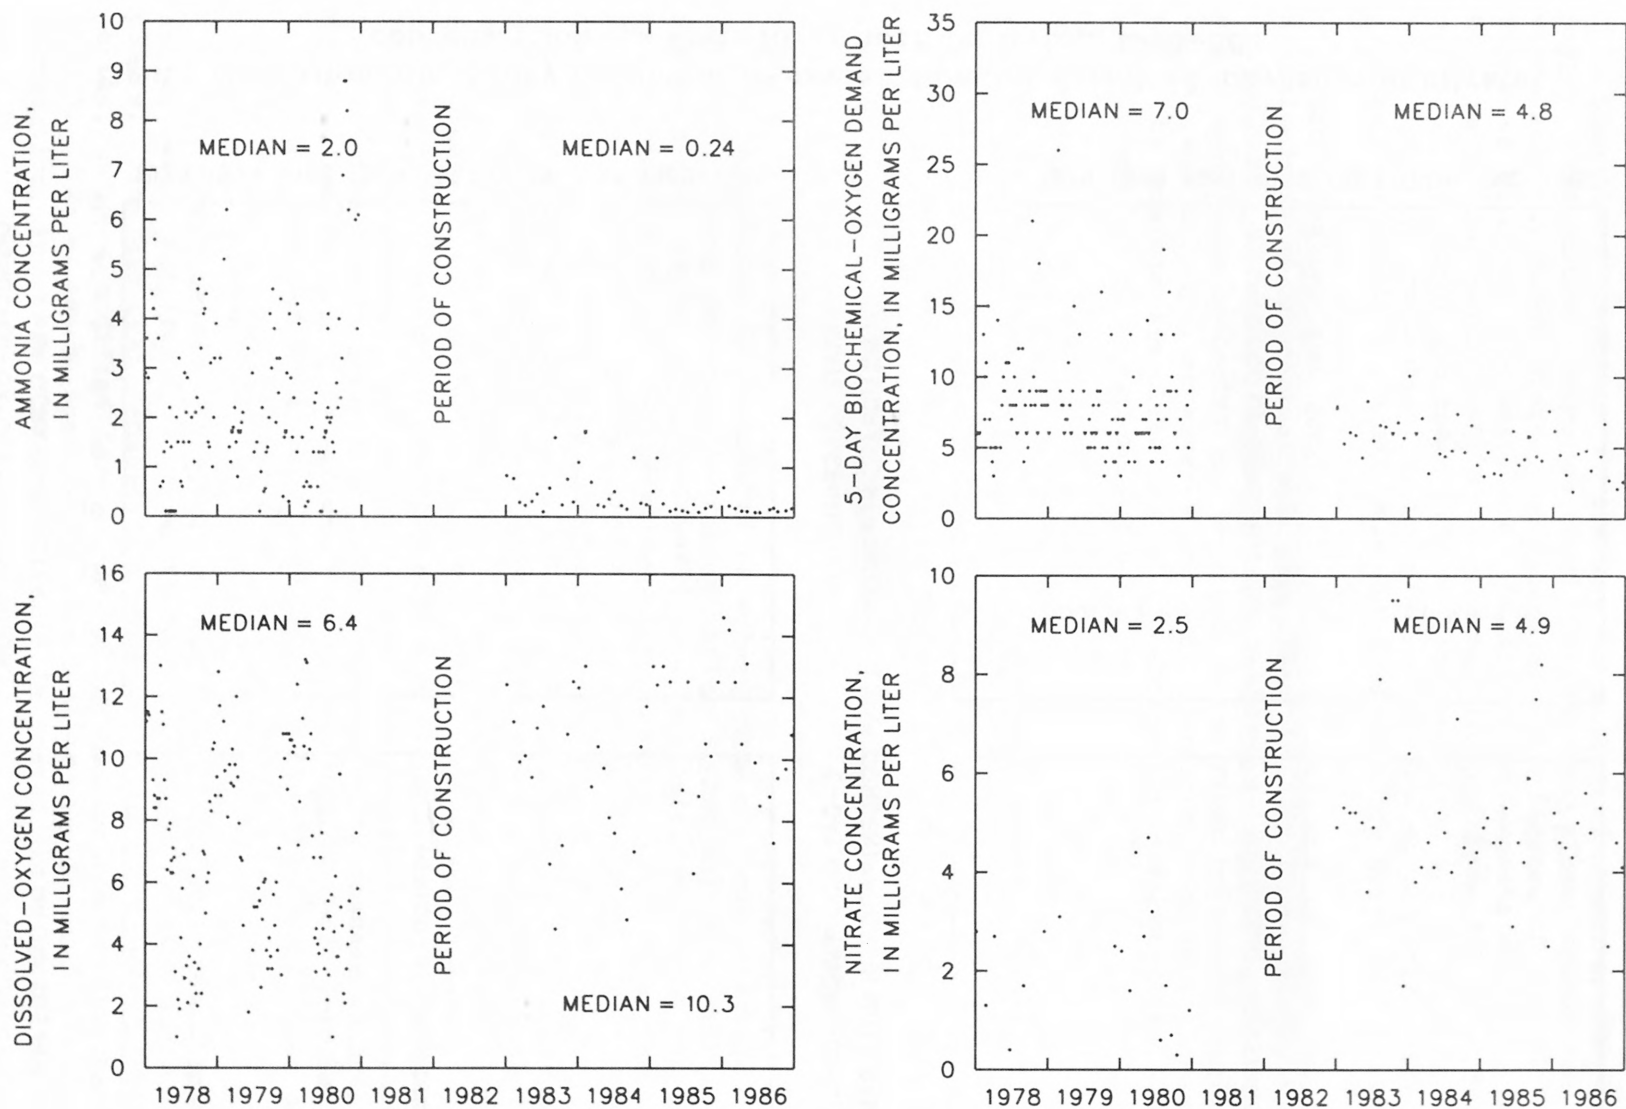 AMMONIA CONCENTRATION,
IN MILLIGRAMS PER LITER
10
9
8
7
6
5
4
3
2
1
0
MEDIAN = 2.0
PERIOD OF CONSTRUCTION
MEDIAN = 0.24
5-DAY BIOCHEMICAL-OXYGEN DEMAND
CONCENTRATION, IN MILLIGRAMS PER LITER
35
30
25
20
15
10
5
0
MEDIAN = 7.0
PERIOD OF CONSTRUCTION
MEDIAN = 4.8
DISSOLVED-OXYGEN CONCENTRATION,
IN MILLIGRAMS PER LITER
16
14
12
10
8
6
4
2
0
MEDIAN = 6.4
PERIOD OF CONSTRUCTION
MEDIAN = 10.3
1978 1979 1980 1981 1982 1983 1984 1985 1986
NITRATE CONCENTRATION,
IN MILLIGRAMS PER LITER
10
8
6
4
2
0
MEDIAN = 2.5
PERIOD OF CONSTRUCTION
MEDIAN = 4.9
1978 1979 1980 1981 1982 1983 1984 1985 1986